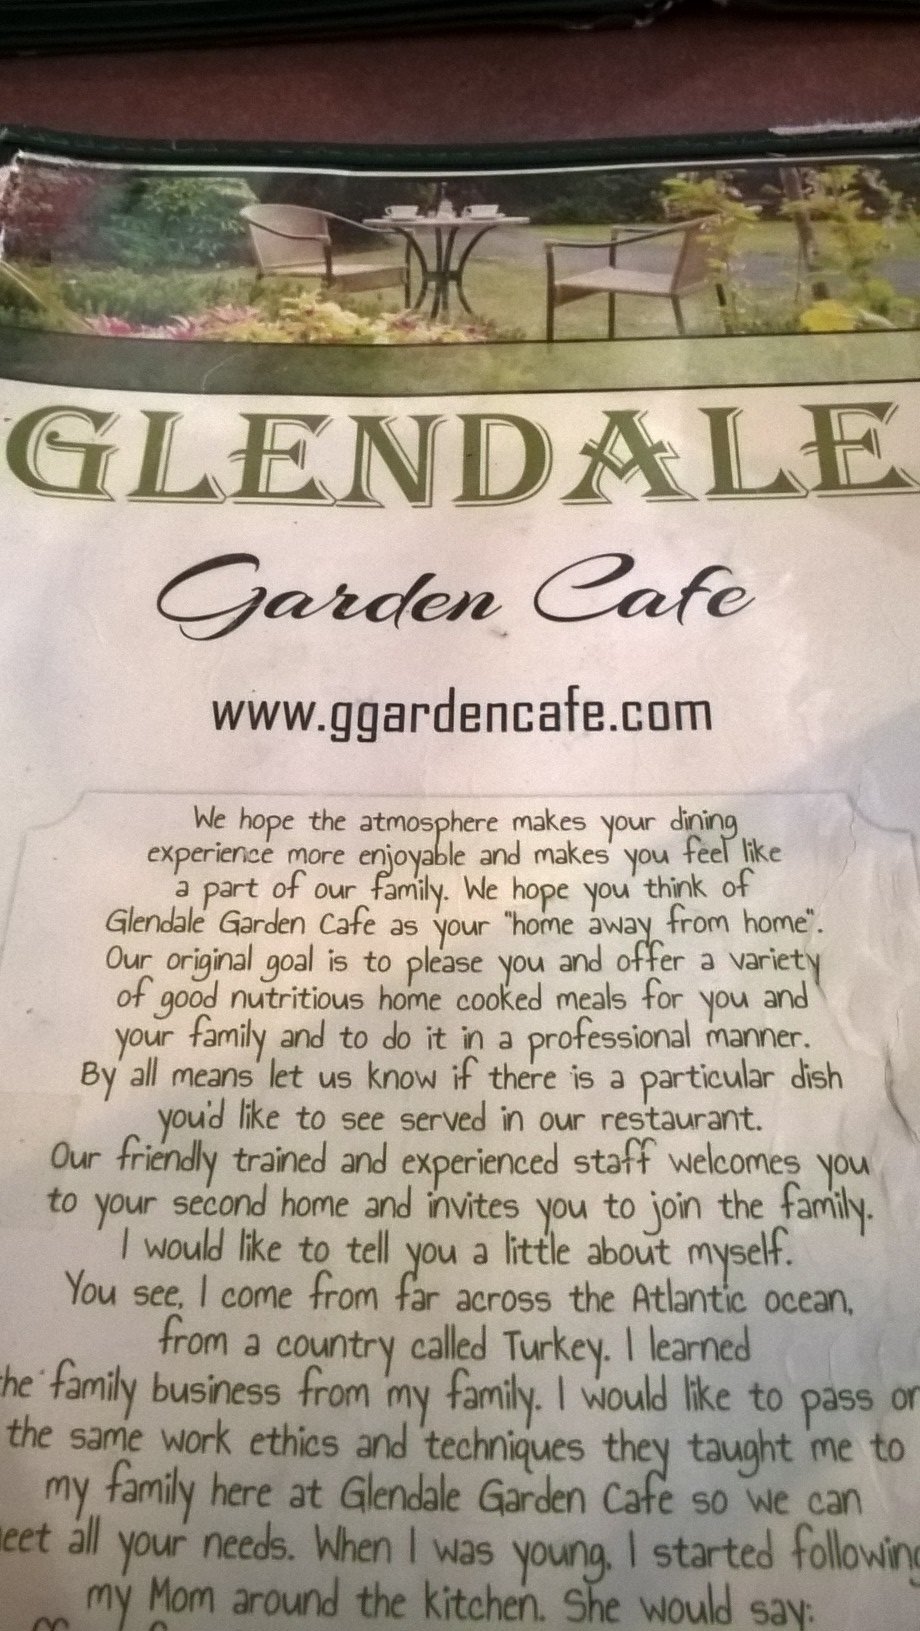 GLENDALE
Garden Cafe
www.ggardencafe.com
We hope the atmosphere makes your dining
experience more enjoyable and makes you feel like
a part of our family. We hope you think of
Glendale Garden Cafe as your "home away from home".
Our original goal is to please you and offer a variety
of good nutritious home cooked meals for you and
your family and to do it in a professional manner.
By all means let us know if there is a particular dish
you'd like to see served in our restaurant.
Our friendly trained and experienced staff welcomes you
to your second home and invites you to join the family.
I would like to tell you a little about myself.
You see, I come from far across the Atlantic ocean,
from a country called Turkey. I learned
the family business from my family. I would like to pass on
the same work ethics and techniques they taught me to
my family here at Glendale Garden Cafe so we can
meet all your needs. When I was young, I started following
my Mom around the kitchen. She would say: